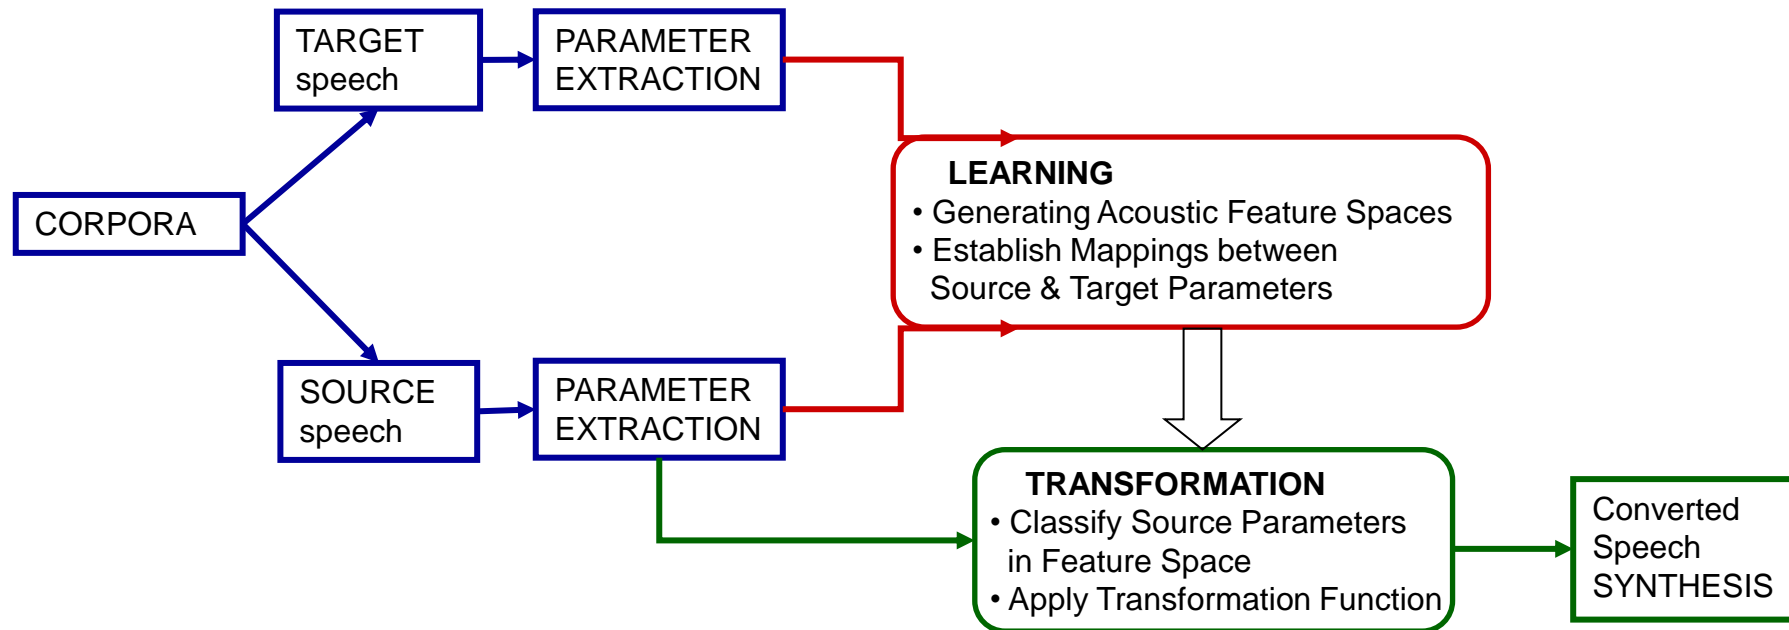 TARGET
speech
PARAMETER
EXTRACTION
CORPORA
LEARNING
• Generating Acoustic Feature Spaces
• Establish Mappings between
Source & Target Parameters
SOURCE
speech
PARAMETER
EXTRACTION
TRANSFORMATION
• Classify Source Parameters
in Feature Space
• Apply Transformation Function
Converted
Speech
SYNTHESIS